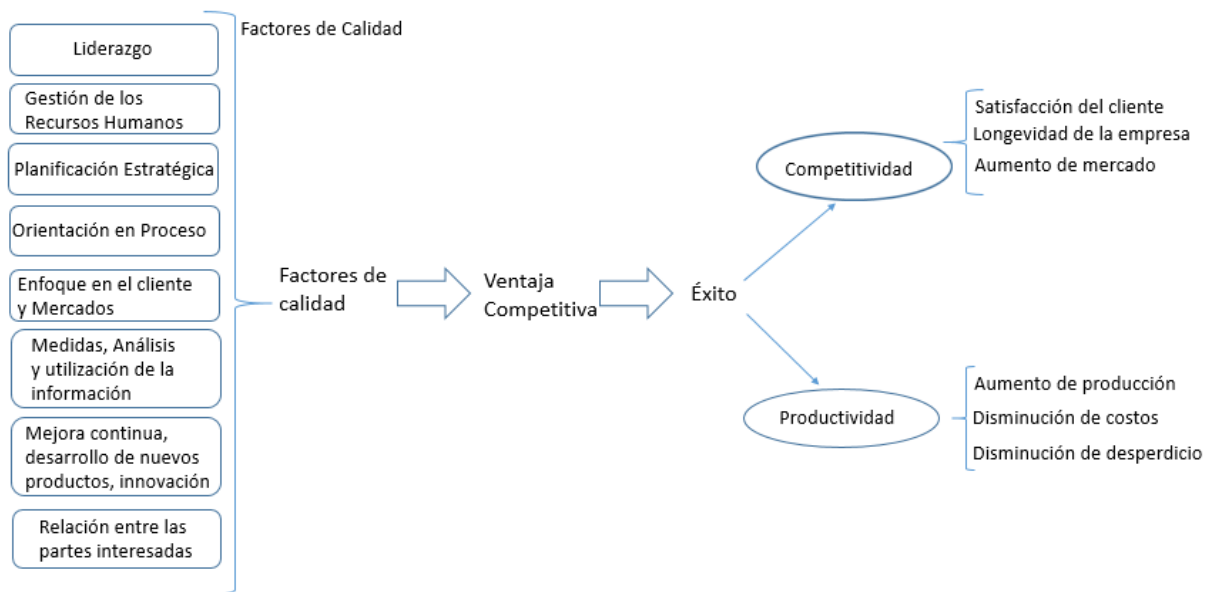 Factores de Calidad
Liderazgo
Gestión de los
Recursos Humanos
Planificación Estratégica
Orientación en Proceso
Enfoque en el cliente
y Mercados
Medidas, Análisis
y utilización de la
información
Mejora continua,
desarrollo de nuevos
productos, innovación
Relación entre las
partes interesadas
Factores de
calidad
Ventaja
Competitiva
Éxito
Competitividad
Satisfacción del cliente
Longevidad de la empresa
Aumento de mercado
Productividad
Aumento de producción
Disminución de costos
Disminución de desperdicio